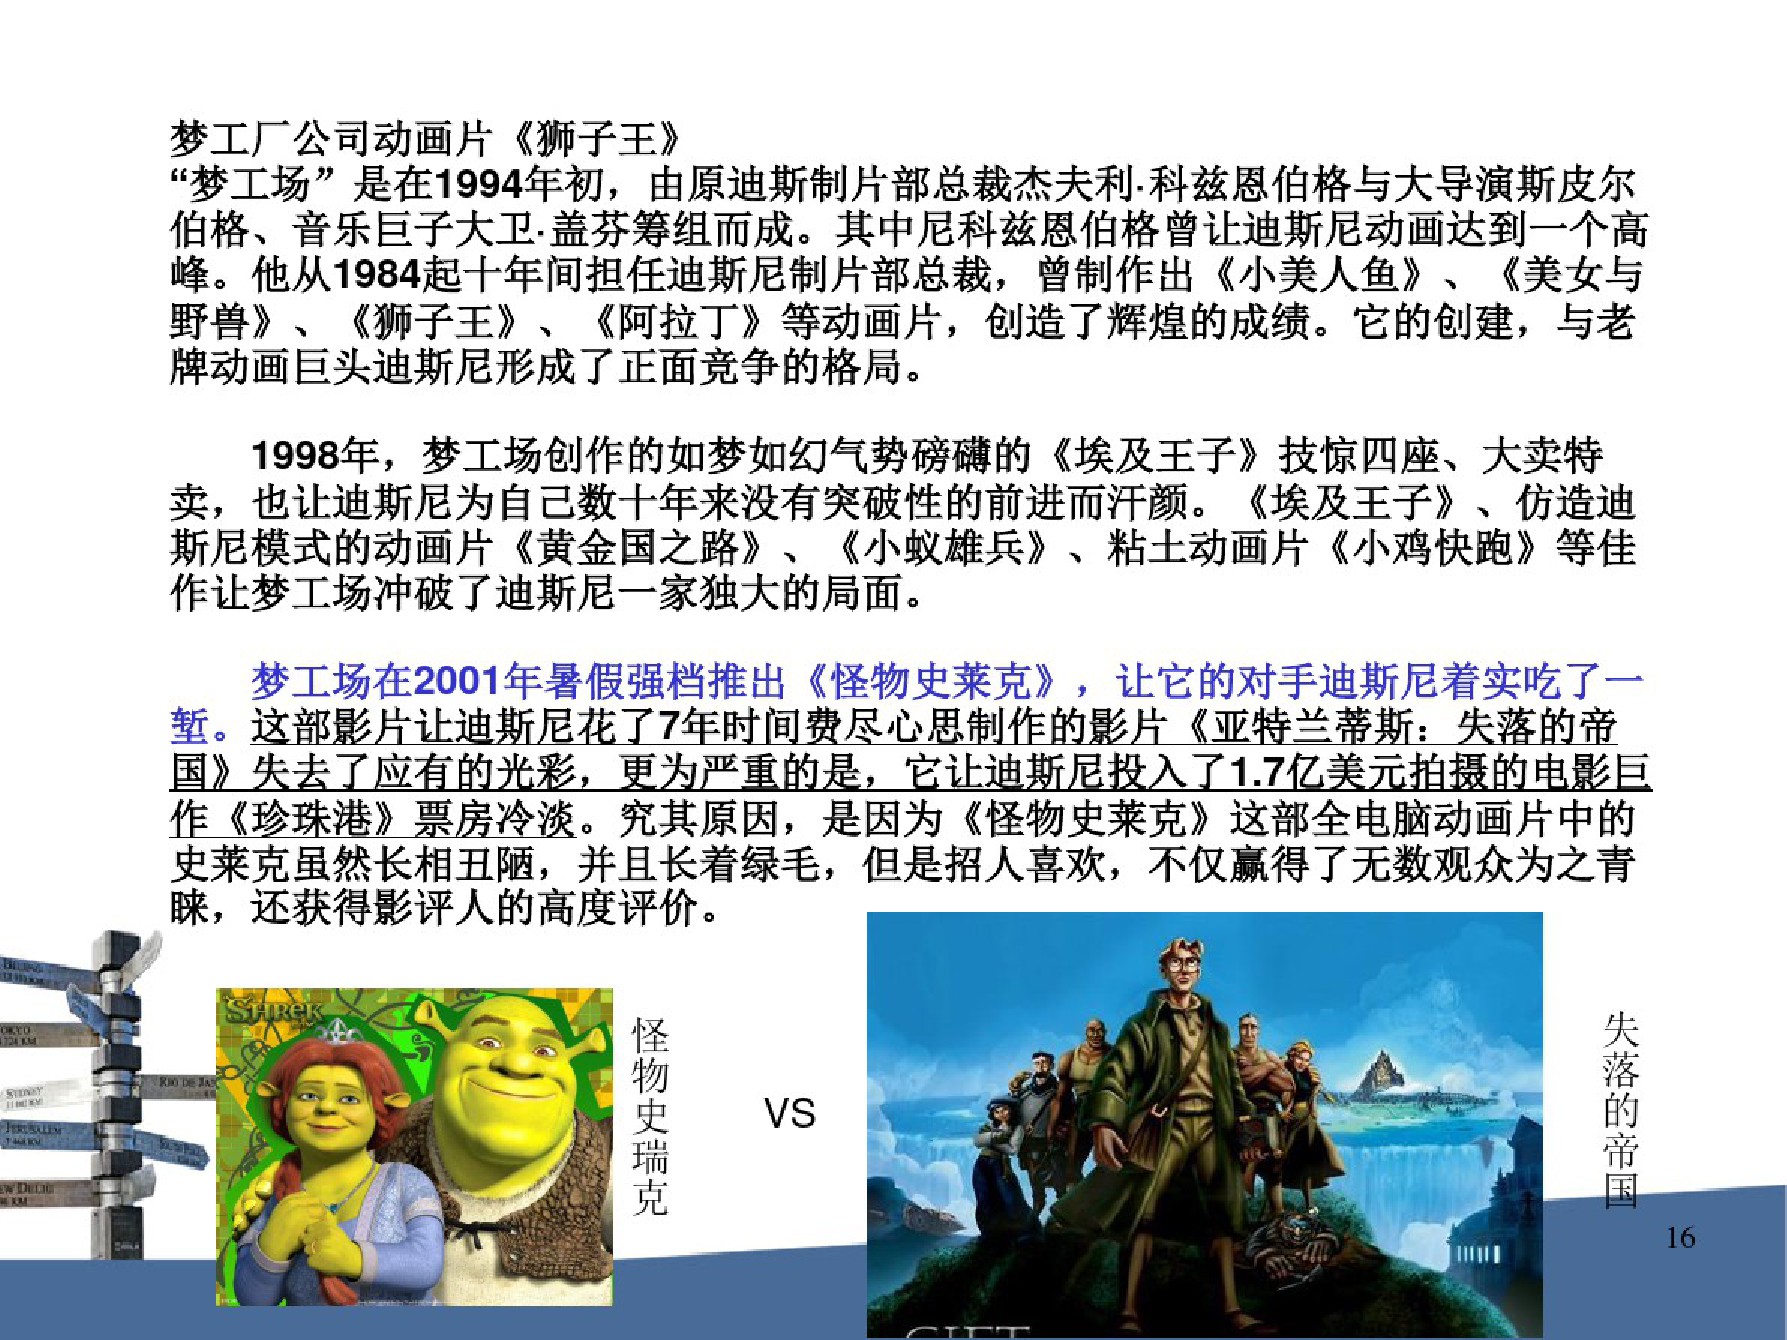 梦工厂公司动画片《狮子王》
“梦工场”是在1994年初，由原迪斯制片部总裁杰夫利·科兹恩伯格与大导演斯皮尔
伯格、音乐巨子大卫·盖芬筹组而成。其中尼科兹恩伯格曾让迪斯尼动画达到一个高
峰。他从1984起十年间担任迪斯尼制片部总裁，曾制作出《小美人鱼》、《美女与
野兽》、《狮子王》、《阿拉丁》等动画片，创造了辉煌的成绩。它的创建，与老
牌动画巨头迪斯尼形成了正面竞争的格局。
1998年，梦工场创作的如梦如幻气势磅礴的《埃及王子》技惊四座、大卖特
卖，也让迪斯尼为自己数十年来没有突破性的前进而汗颜。《埃及王子》、仿造迪
斯尼模式的动画片《黄金国之路》、《小蚁雄兵》、粘土动画片《小鸡快跑》等佳
作让梦工场冲破了迪斯尼一家独大的局面。
梦工场在2001年暑假强档推出《怪物史莱克》，让它的对手迪斯尼着实吃了一
堑。这部影片让迪斯尼花了7年时间费尽心思制作的影片《亚特兰蒂斯：失落的帝
国》失去了应有的光彩，更为严重的是，它让迪斯尼投入了1.7亿美元拍摄的电影巨
作《珍珠港》票房冷淡。究其原因，是因为《怪物史莱克》这部全电脑动画片中的
史莱克虽然长相丑陋，并且长着绿毛，但是招人喜欢，不仅赢得了无数观众为之青
睐，还获得影评人的高度评价。
BEIJING
TOKYO
SYDNEY
JERUSALEM
RIO DE JAN
NEW DELHI
SHREK
怪物史瑞克
VS
失落的帝国
16